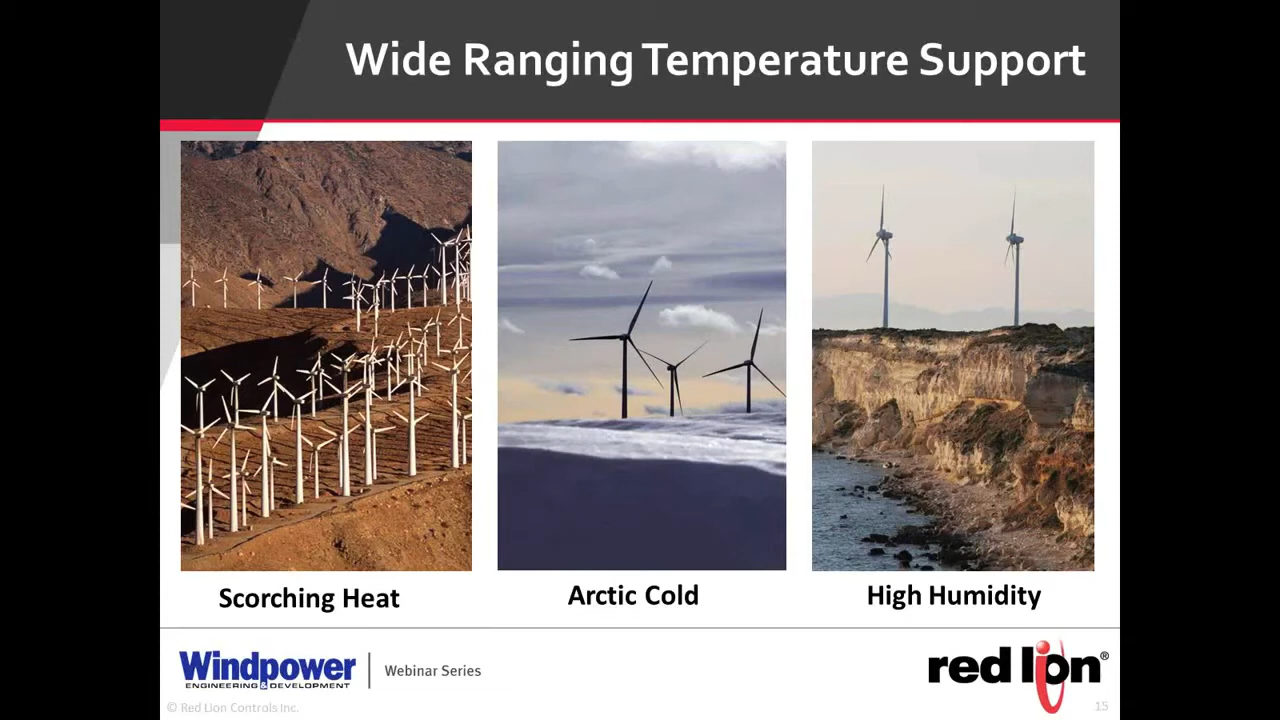 Wide Ranging Temperature Support
Scorching Heat
Arctic Cold
High Humidity
Windpower
ENGINEERING & DEVELOPMENT
Webinar Series
red lion®
© Red Lion Controls Inc.
15